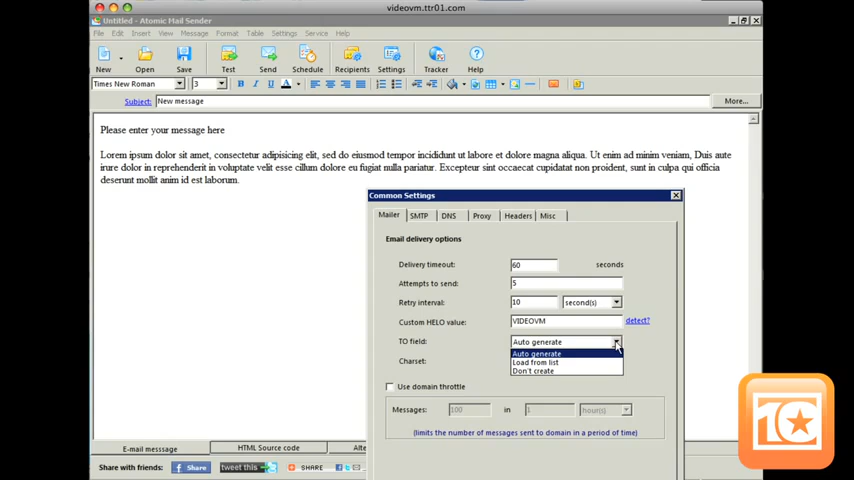 videovm.ttr01.com
Untitled - Atomic Mail Sender
File Edit Insert View Message Format Table Settings Service Help
New Open Save Test Send Schedule Recipients Settings Tracker Help
Times New Roman 3 B I U A
Subject: New message More...
Please enter your message here
Lorem ipsum dolor sit amet, consectetur adipisicing elit, sed do eiusmod tempor incididunt ut labore et dolore magna aliqua. Ut enim ad minim veniam, Duis aute
irure dolor in reprehenderit in voluptate velit esse cillum dolore eu fugiat nulla pariatur. Excepteur sint occaecat cupidatat non proident, sunt in culpa qui officia
deserunt mollit anim id est laborum.
Common Settings
Mailer SMTP DNS Proxy Headers Misc
Email delivery options
Delivery timeout: 60 seconds
Attempts to send: 5
Retry interval: 10 second(s)
Custom HELO value: VIDEOVM detect?
TO field: Auto generate
Auto generate
Load from list
Don't create
Charset:
Use domain throttle
Messages: 100 in 1 hour(s)
(limits the number of messages sent to domain in a period of time)
E-mail messsage HTML Source code Alte
Share with friends: Share tweet this SHARE